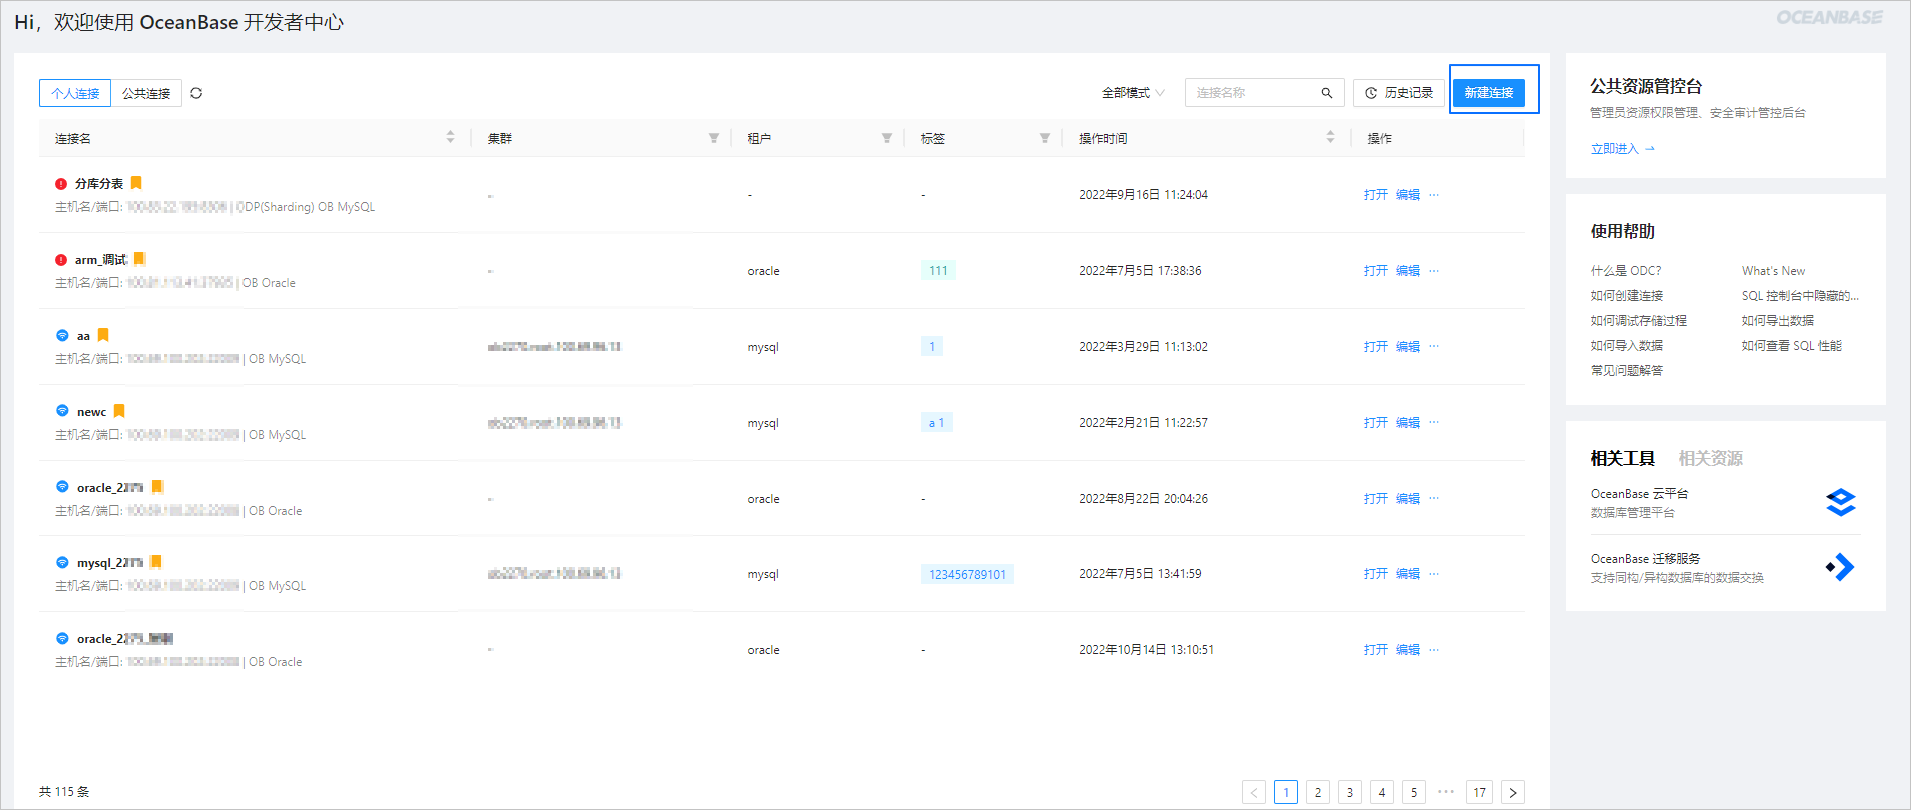 Hi，欢迎使用 OceanBase 开发者中心
OCEANBASE
个人连接 公共连接
全部模式 连接名称 历史记录 新建连接
连接名 集群 租户 标签 操作时间 操作
分库分表
主机名/端口: | ODP(Sharding) OB MySQL
- - - 2022年9月16日 11:24:04 打开 编辑 ···
arm_调试
主机名/端口: | OB Oracle
- oracle 111 2022年7月5日 17:38:36 打开 编辑 ···
aa
主机名/端口: | OB MySQL
mysql 1 2022年3月29日 11:13:02 打开 编辑 ···
newc
主机名/端口: | OB MySQL
mysql a 1 2022年2月21日 11:22:57 打开 编辑 ···
oracle_22
主机名/端口: | OB Oracle
- oracle - 2022年8月22日 20:04:26 打开 编辑 ···
mysql_22
主机名/端口: | OB MySQL
mysql 123456789101 2022年7月5日 13:41:59 打开 编辑 ···
oracle_22
主机名/端口: | OB Oracle
- oracle - 2022年10月14日 13:10:51 打开 编辑 ···
共 115 条
< 1 2 3 4 5 ··· 17 >
公共资源管控台
管理员资源权限管理、安全审计管控后台
立即进入 →
使用帮助
什么是 ODC? What's New
如何创建连接 SQL 控制台中隐藏的...
如何调试存储过程 如何导出数据
如何导入数据 如何查看 SQL 性能
常见问题解答
相关工具 相关资源
OceanBase 云平台
数据库管理平台
OceanBase 迁移服务
支持同构/异构数据库的数据交换